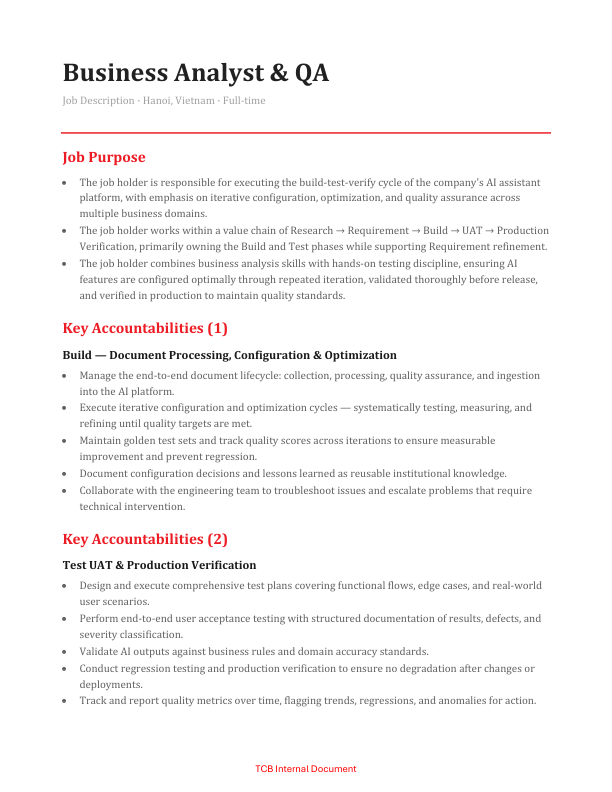 Business Analyst & QA
Job Description · Hanoi, Vietnam · Full-time
Job Purpose
• The job holder is responsible for executing the build-test-verify cycle of the company's AI assistant
platform, with emphasis on iterative configuration, optimization, and quality assurance across
multiple business domains.
• The job holder works within a value chain of Research → Requirement → Build → UAT → Production
Verification, primarily owning the Build and Test phases while supporting Requirement refinement.
• The job holder combines business analysis skills with hands-on testing discipline, ensuring AI
features are configured optimally through repeated iteration, validated thoroughly before release,
and verified in production to maintain quality standards.
Key Accountabilities (1)
Build — Document Processing, Configuration & Optimization
• Manage the end-to-end document lifecycle: collection, processing, quality assurance, and ingestion
into the AI platform.
• Execute iterative configuration and optimization cycles — systematically testing, measuring, and
refining until quality targets are met.
• Maintain golden test sets and track quality scores across iterations to ensure measurable
improvement and prevent regression.
• Document configuration decisions and lessons learned as reusable institutional knowledge.
• Collaborate with the engineering team to troubleshoot issues and escalate problems that require
technical intervention.
Key Accountabilities (2)
Test UAT & Production Verification
• Design and execute comprehensive test plans covering functional flows, edge cases, and real-world
user scenarios.
• Perform end-to-end user acceptance testing with structured documentation of results, defects, and
severity classification.
• Validate AI outputs against business rules and domain accuracy standards.
• Conduct regression testing and production verification to ensure no degradation after changes or
deployments.
• Track and report quality metrics over time, flagging trends, regressions, and anomalies for action.
TCB Internal Document